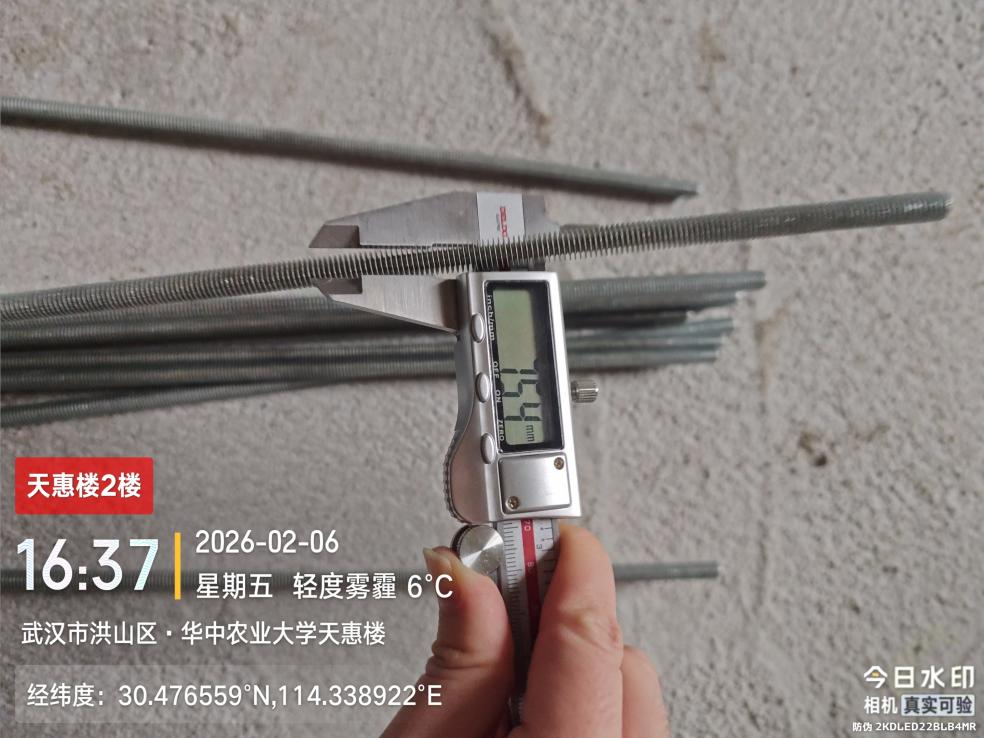 inch/mm
OFF ON
ZERO
15.4 mm
70
天惠楼2楼
16:37
2026-02-06
星期五 轻度雾霾 6°C
武汉市洪山区·华中农业大学天惠楼
经纬度: 30.476559°N,114.338922°E
今日水印
相机 真实可验
防伪 2KDLED22BLB4MR